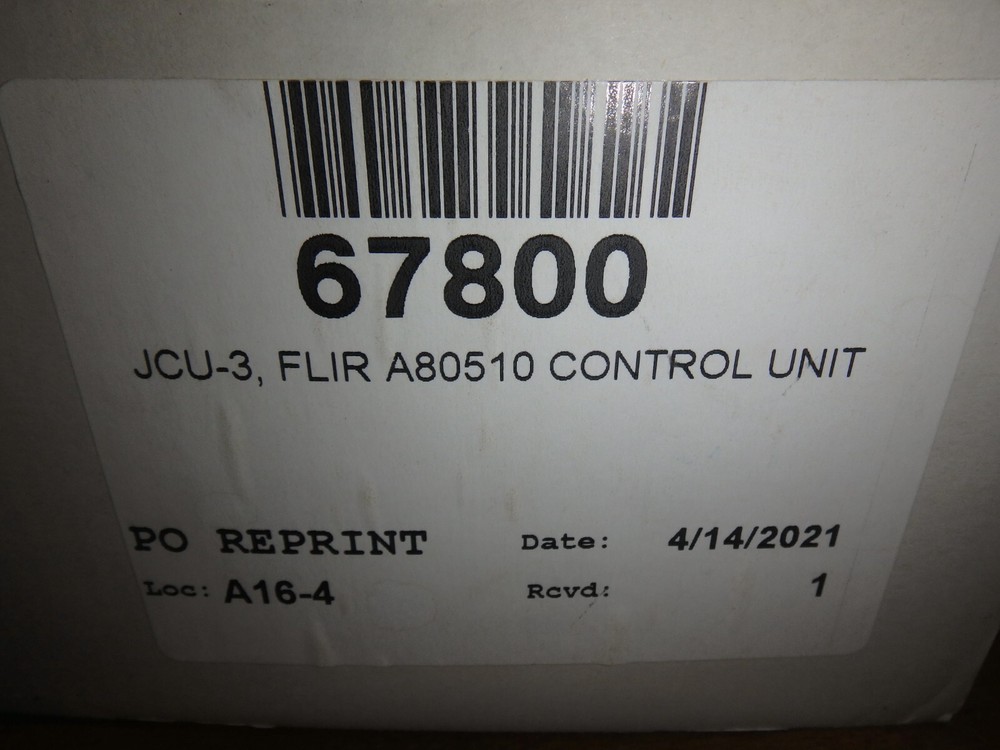 67800
JCU-3, FLIR A80510 CONTROL UNIT
PO REPRINT Date: 4/14/2021
Loc: A16-4 Rcvd: 1